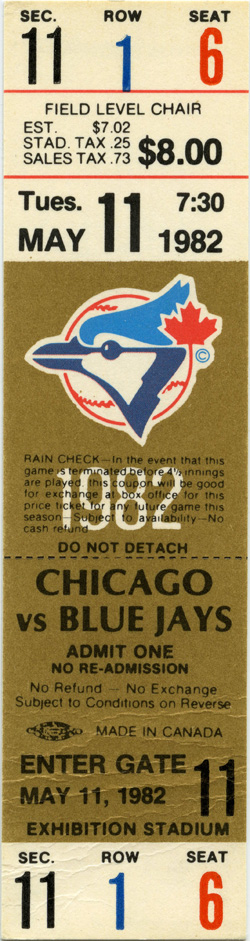 SEC. ROW SEAT
11 1 6
FIELD LEVEL CHAIR
EST. $7.02
STAD. TAX .25
SALES TAX .73 $8.00
Tues. 11 7:30
MAY 1982
©
RAIN CHECK—In the event that this
game is terminated before 4½ innings
are played, this coupon will be good
for exchange at box office for this
price ticket for any future game this
season—Subject to availability—No
cash refund.
1982
DO NOT DETACH
CHICAGO
vs BLUE JAYS
ADMIT ONE
NO RE-ADMISSION
No Refund — No Exchange
Subject to Conditions on Reverse
MADE IN CANADA
ENTER GATE 11
MAY 11, 1982
EXHIBITION STADIUM
SEC. ROW SEAT
11 1 6